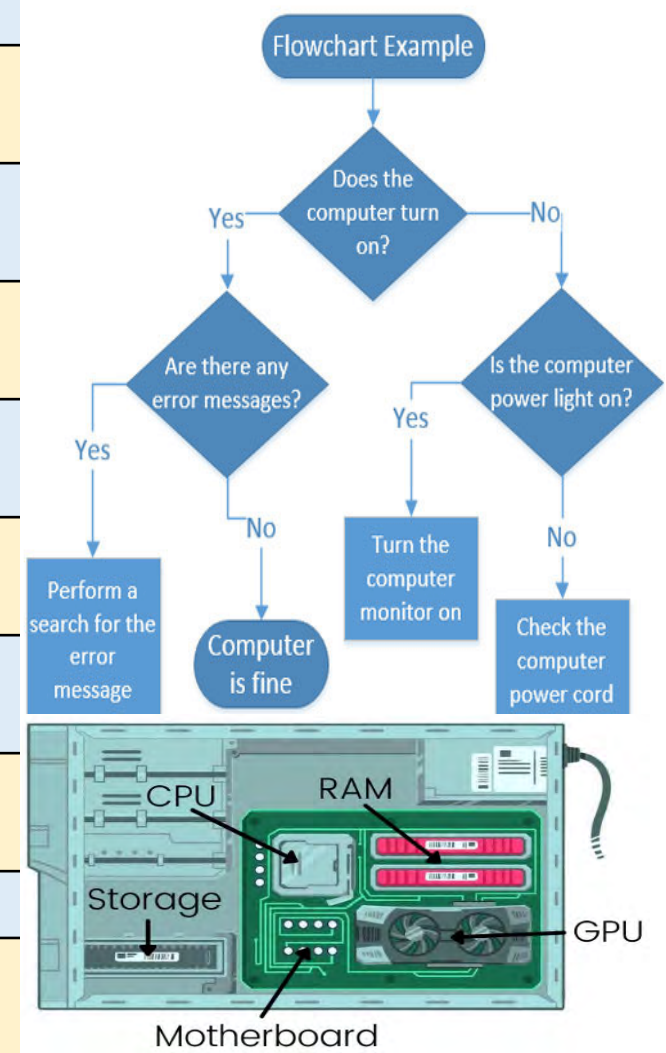 Flowchart Example
Does the
computer turn
on?
Yes
No
Are there any
error messages?
Is the computer
power light on?
Yes
Yes
No
No
Perform a
search for the
error
message
Computer
is fine
Turn the
computer
monitor on
Check the
computer
power cord
CPU
RAM
Storage
GPU
Motherboard